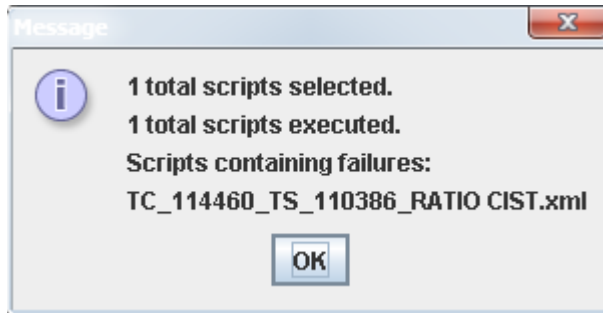 Message
1 total scripts selected.
1 total scripts executed.
Scripts containing failures:
TC_114460_TS_110386_RATIO CIST.xml
OK